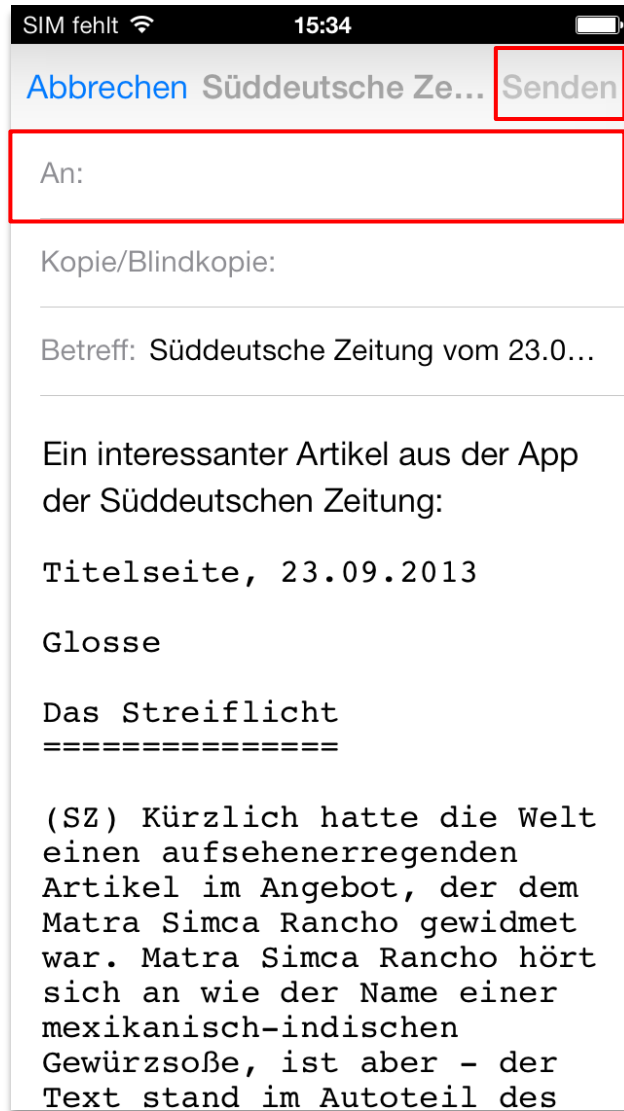 SIM fehlt 15:34
Abbrechen Süddeutsche Ze... Senden
An:
Kopie/Blindkopie:
Betreff: Süddeutsche Zeitung vom 23.0...
Ein interessanter Artikel aus der App
der Süddeutschen Zeitung:
Titelseite, 23.09.2013
Glosse
Das Streiflicht
===============
(SZ) Kürzlich hatte die Welt
einen aufsehenerregenden
Artikel im Angebot, der dem
Matra Simca Rancho gewidmet
war. Matra Simca Rancho hört
sich an wie der Name einer
mexikanisch-indischen
Gewürzsoße, ist aber – der
Text stand im Autoteil des